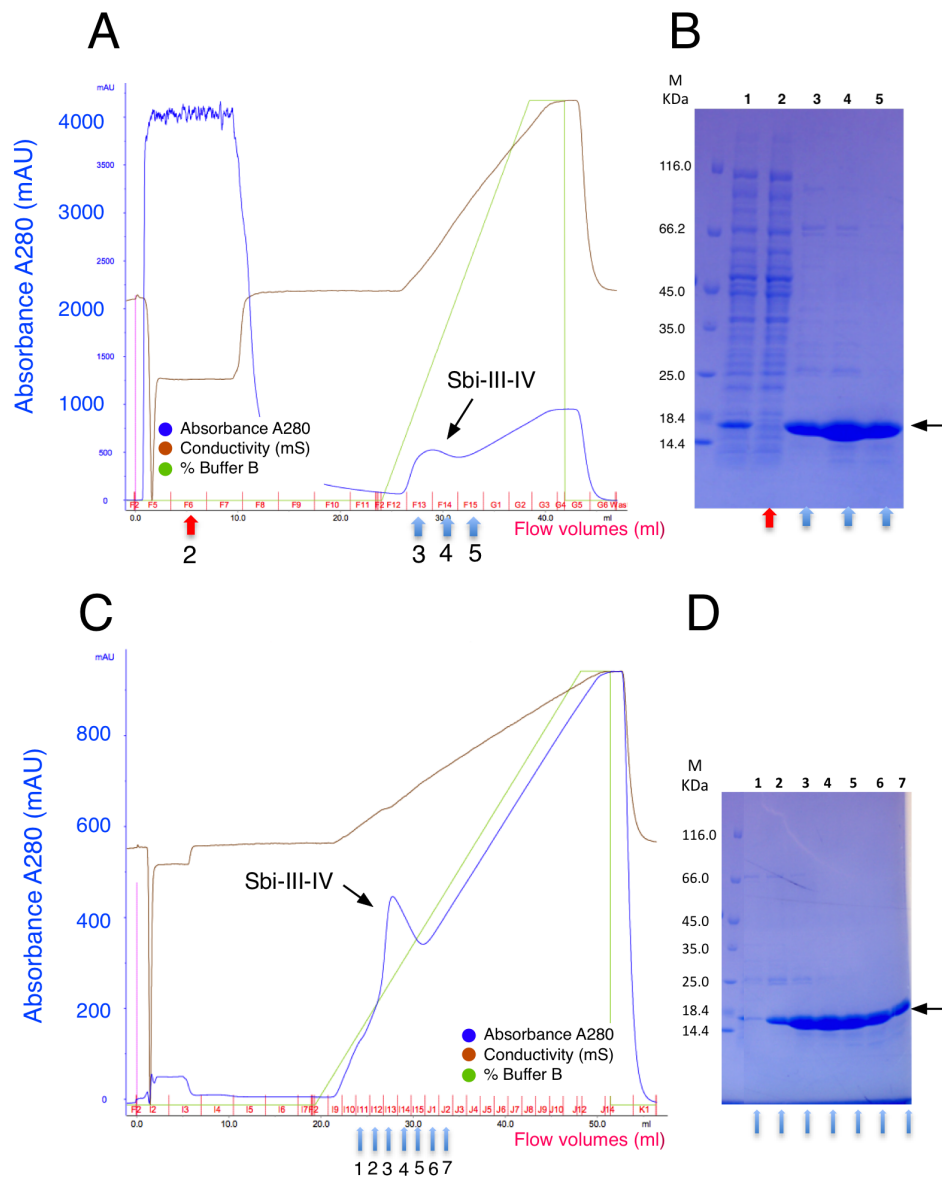 A
B
mAU
4000
3500
3000
2500
2000
1500
1000
500
0
Absorbance A280 (mAU)
Sbi-III-IV
Absorbance A280
Conductivity (mS)
% Buffer B
F2 F5 F6 F7 F8 F9 F10 F11 F2 F12 F13 F14 F15 G1 G2 G3 G4 G5 G6 Was
0.0 10.0 20.0 30.0 40.0 ml
Flow volumes (ml)
2 3 4 5
M
KDa
1 2 3 4 5
116.0
66.2
45.0
35.0
25.0
18.4
14.4
C
D
mAU
800
600
400
200
0
Absorbance A280 (mAU)
Sbi-III-IV
Absorbance A280
Conductivity (mS)
% Buffer B
F2 I2 I3 I4 I5 I6 I7 F2 I9 I10 I11 I12 I13 I14 I15 J1 J2 J3 J4 J5 J6 J7 J8 J9 J10 J12 J14 K1
0.0 10.0 20.0 50.0 ml
Flow volumes (ml)
1 2 3 4 5 6 7
M
KDa
1 2 3 4 5 6 7
116.0
66.0
45.0
35.0
25.0
18.4
14.4